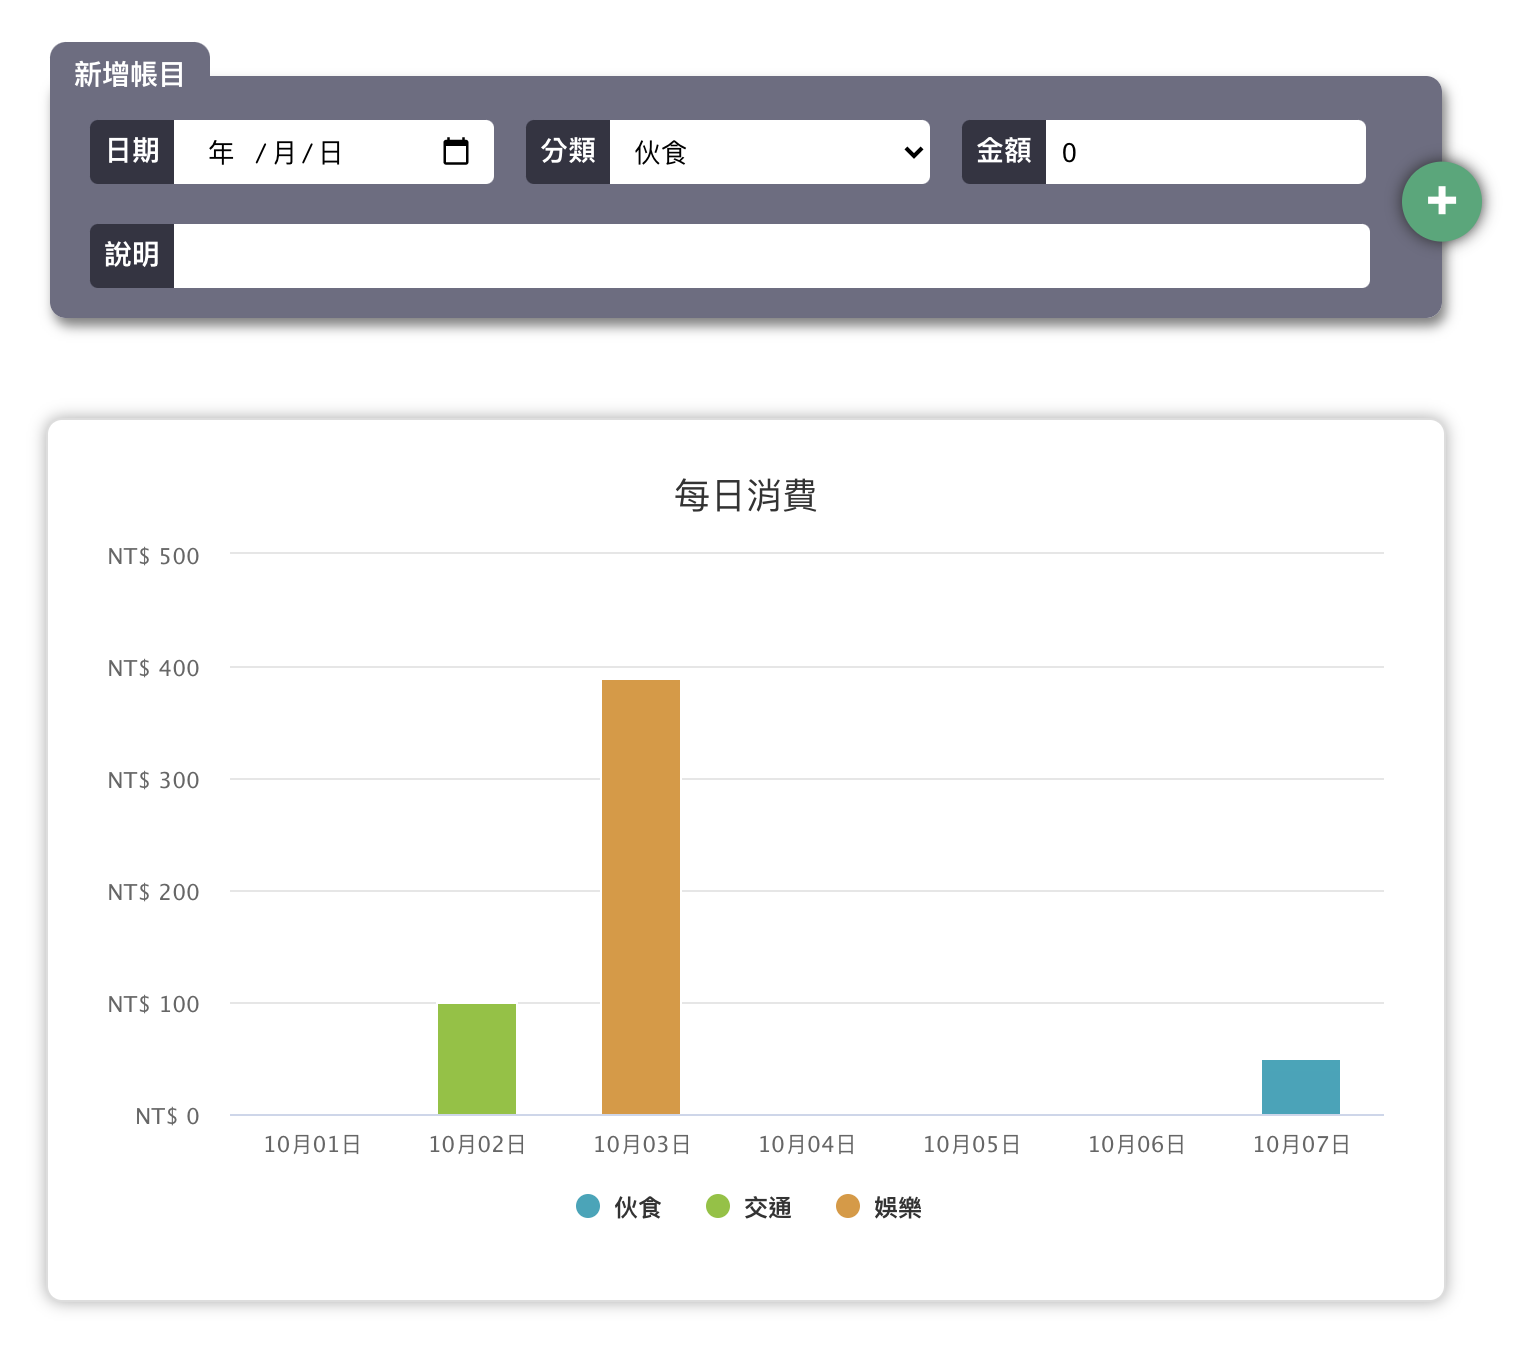 新增帳目
日期 年 /月/日 分類 伙食 金額 0
說明
每日消費
NT$ 500
NT$ 400
NT$ 300
NT$ 200
NT$ 100
NT$ 0
10月01日 10月02日 10月03日 10月04日 10月05日 10月06日 10月07日
伙食 交通 娛樂